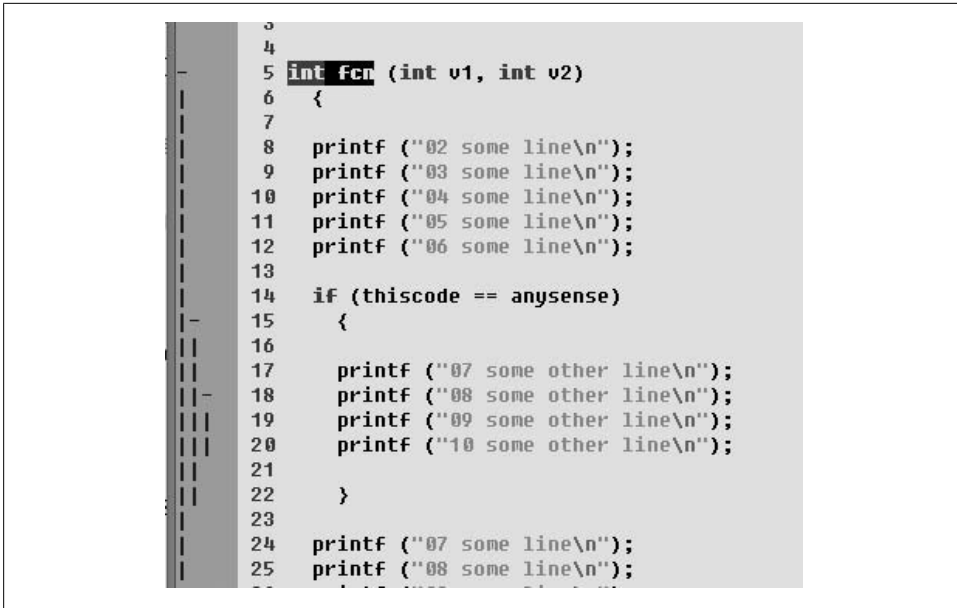 3
4
- 5 int fcn (int v1, int v2)
| 6 {
| 7
| 8 printf ("02 some line\n");
| 9 printf ("03 some line\n");
| 10 printf ("04 some line\n");
| 11 printf ("05 some line\n");
| 12 printf ("06 some line\n");
| 13
| 14 if (thiscode == anysense)
|- 15 {
|| 16
|| 17 printf ("07 some other line\n");
||- 18 printf ("08 some other line\n");
||| 19 printf ("09 some other line\n");
||| 20 printf ("10 some other line\n");
|| 21
|| 22 }
| 23
| 24 printf ("07 some line\n");
| 25 printf ("08 some line\n");